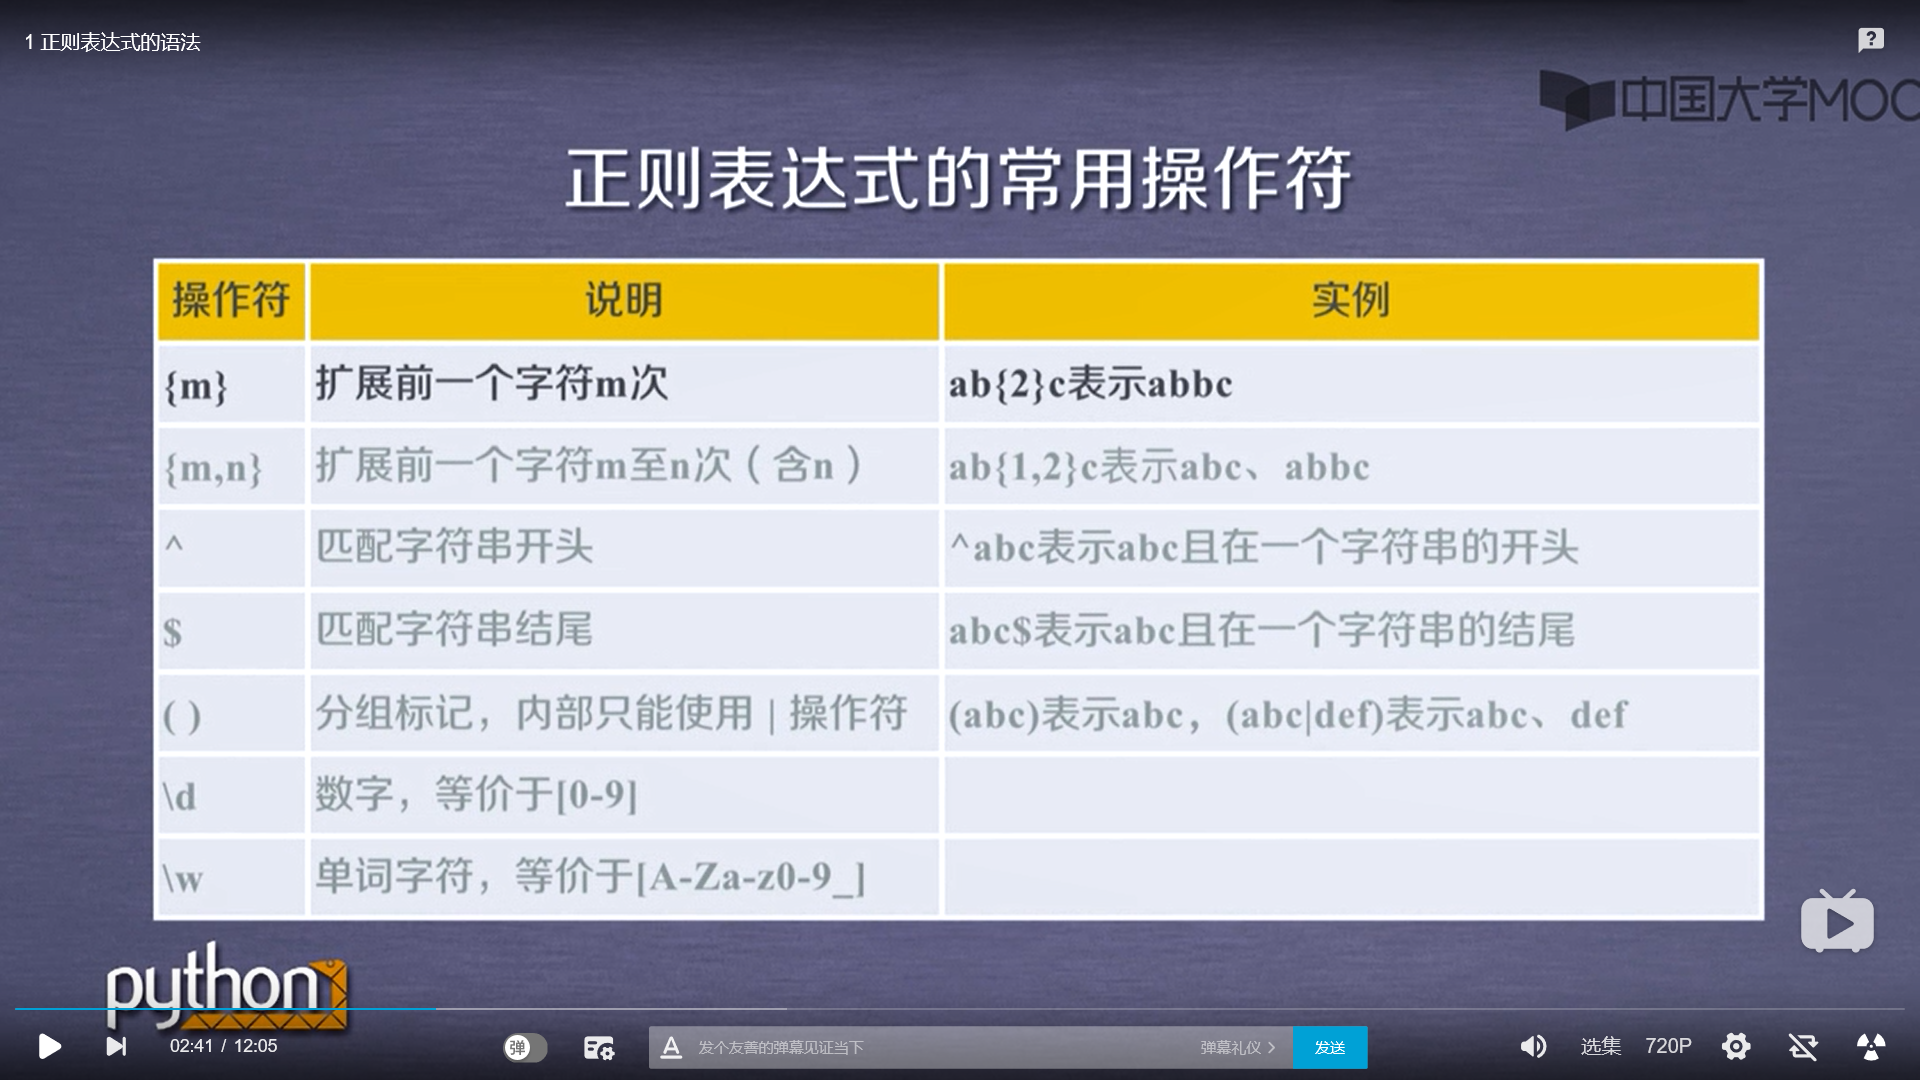 1 正则表达式的语法
中国大学MOO
正则表达式的常用操作符
操作符 说明 实例
{m} 扩展前一个字符m次 ab{2}c表示abbc
{m,n} 扩展前一个字符m至n次（含n） ab{1,2}c表示abc、abbc
^ 匹配字符串开头 ^abc表示abc且在一个字符串的开头
$ 匹配字符串结尾 abc$表示abc且在一个字符串的结尾
( ) 分组标记，内部只能使用 | 操作符 (abc)表示abc，(abc|def)表示abc、def
\d 数字，等价于[0-9]
\w 单词字符，等价于[A-Za-z0-9_]
python
02:41 / 12:05 弹 A 发个友善的弹幕见证当下 弹幕礼仪 > 发送 选集 720P